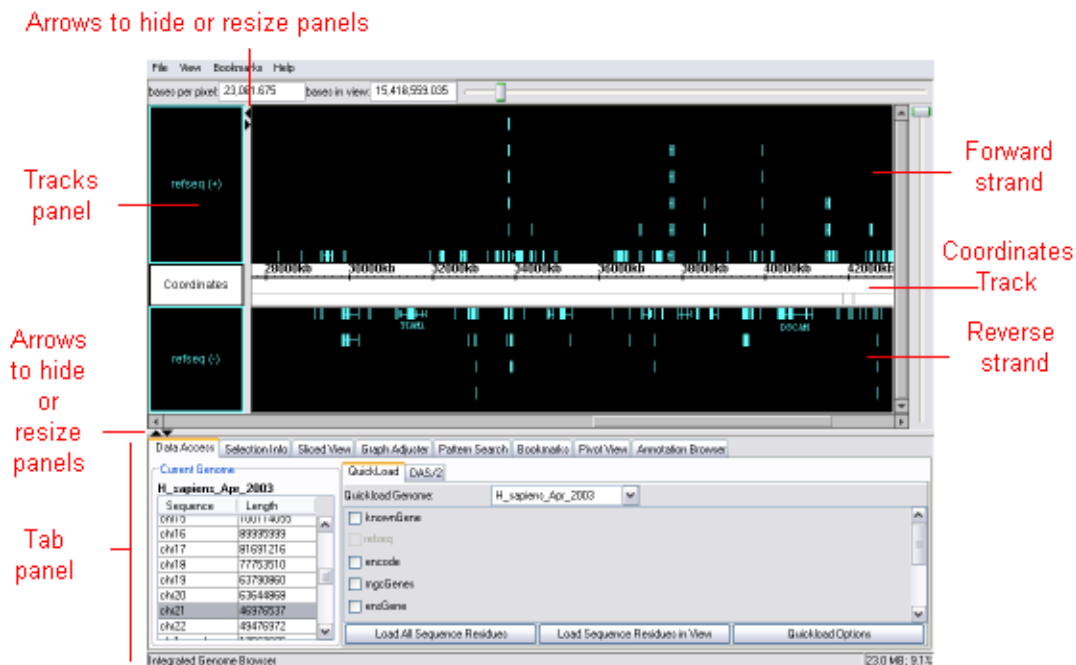 Arrows to hide or resize panels
File View Bookmarks Help
bases per pixel: 23,081.675 bases in view: 15,418,559.035
Tracks panel
refseq (+)
Forward strand
28000kb 30000kb 32000kb 34000kb 36000kb 38000kb 40000kb 42000kb
Coordinates
Coordinates Track
TIAM1
DSCAM
refseq (-)
Reverse strand
Arrows to hide or resize panels
Data Access Selection Info Sliced View Graph Adjuster Pattern Search Bookmarks Pivot View Annotation Browser
Current Genome
H_sapiens_Apr_2003
Sequence Length
chr15 100114055
chr16 89995999
chr17 81691216
chr18 77753510
chr19 63790860
chr20 63644868
chr21 46976537
chr22 49476972
QuickLoad DAS/2
Quickload Genome: H_sapiens_Apr_2003
knownGene
refseq
encode
mgcGenes
ensGene
Load All Sequence Residues Load Sequence Residues in View Quickload Options
Tab panel
Integrated Genome Browser
23.0 MB: 9.1%